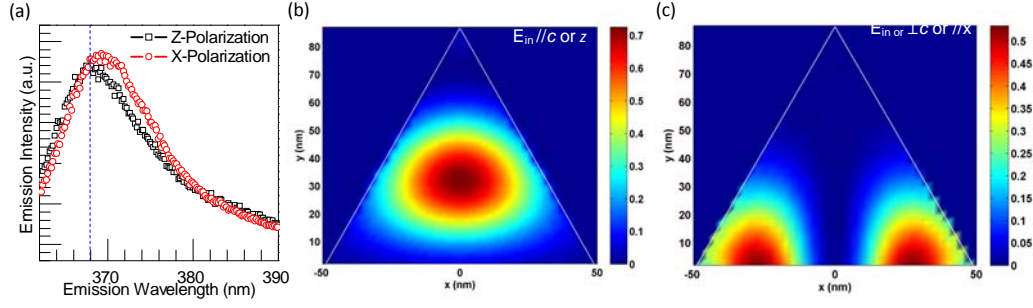 (a)
Z-Polarization
X-Polarization
Emission Intensity (a.u.)
370 380 390
Emission Wavelength (nm)
(b)
E_in //c or z
80
70
60
50
40
30
20
10
y (nm)
-50 0 50
x (nm)
0.7
0.6
0.5
0.4
0.3
0.2
0.1
0
(c)
E_in or ⊥c or //x
80
70
60
50
40
30
20
10
y (nm)
-50 0 50
x (nm)
0.5
0.45
0.4
0.35
0.3
0.25
0.2
0.15
0.1
0.05
0